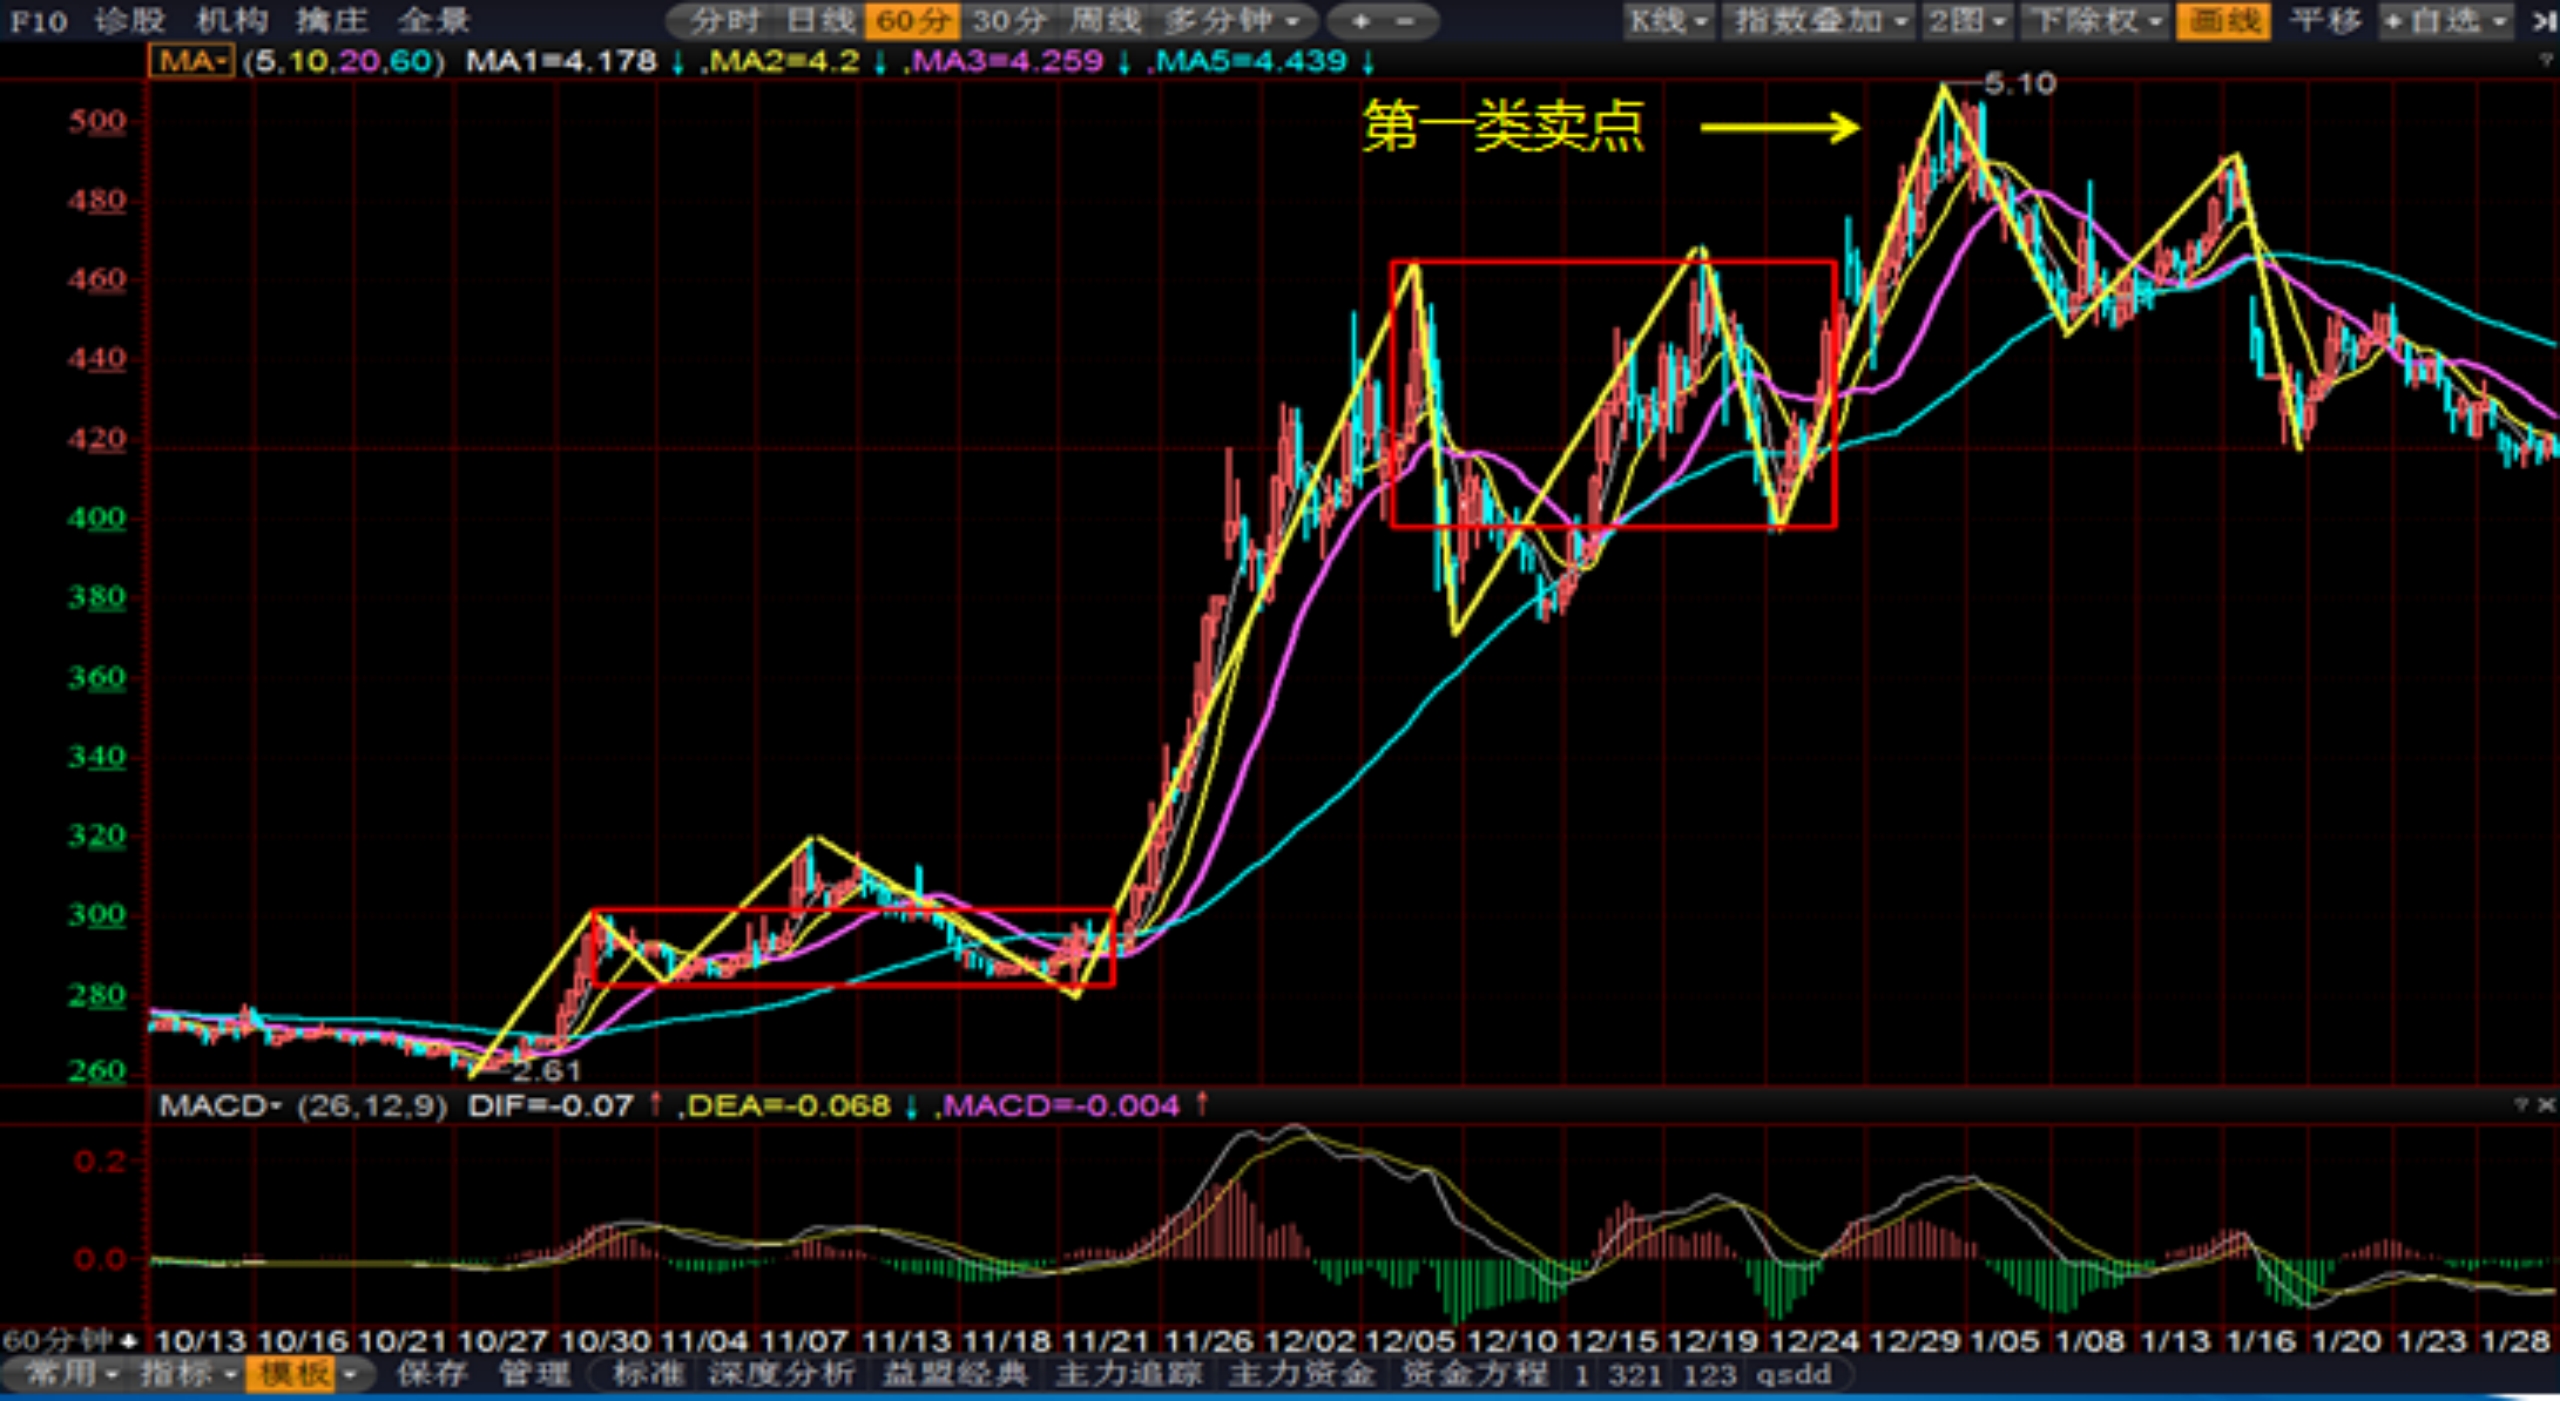 F10 诊股 机构 擒庄 全景 分时 日线 60分 30分 周线 多分钟 + - K线 指数叠加 2图 下除权 画线 平移 +自选
MA (5,10,20,60) MA1=4.178 ↓ ,MA2=4.2 ↓ ,MA3=4.259 ↓ ,MA5=4.439 ↓ ?
5.10
第一类卖点
500
480
460
440
420
400
380
360
340
320
300
280
260
2.61
MACD (26,12,9) DIF=-0.07 ↑ ,DEA=-0.068 ↓ ,MACD=-0.004 ↑ ? ×
0.2
0.0
60分钟 10/13 10/16 10/21 10/27 10/30 11/04 11/07 11/13 11/18 11/21 11/26 12/02 12/05 12/10 12/15 12/19 12/24 12/29 1/05 1/08 1/13 1/16 1/20 1/23 1/28
常用 指标 模板 保存 管理 标准 深度分析 益盟经典 主力追踪 主力资金 资金方程 1 321 123 qsdd